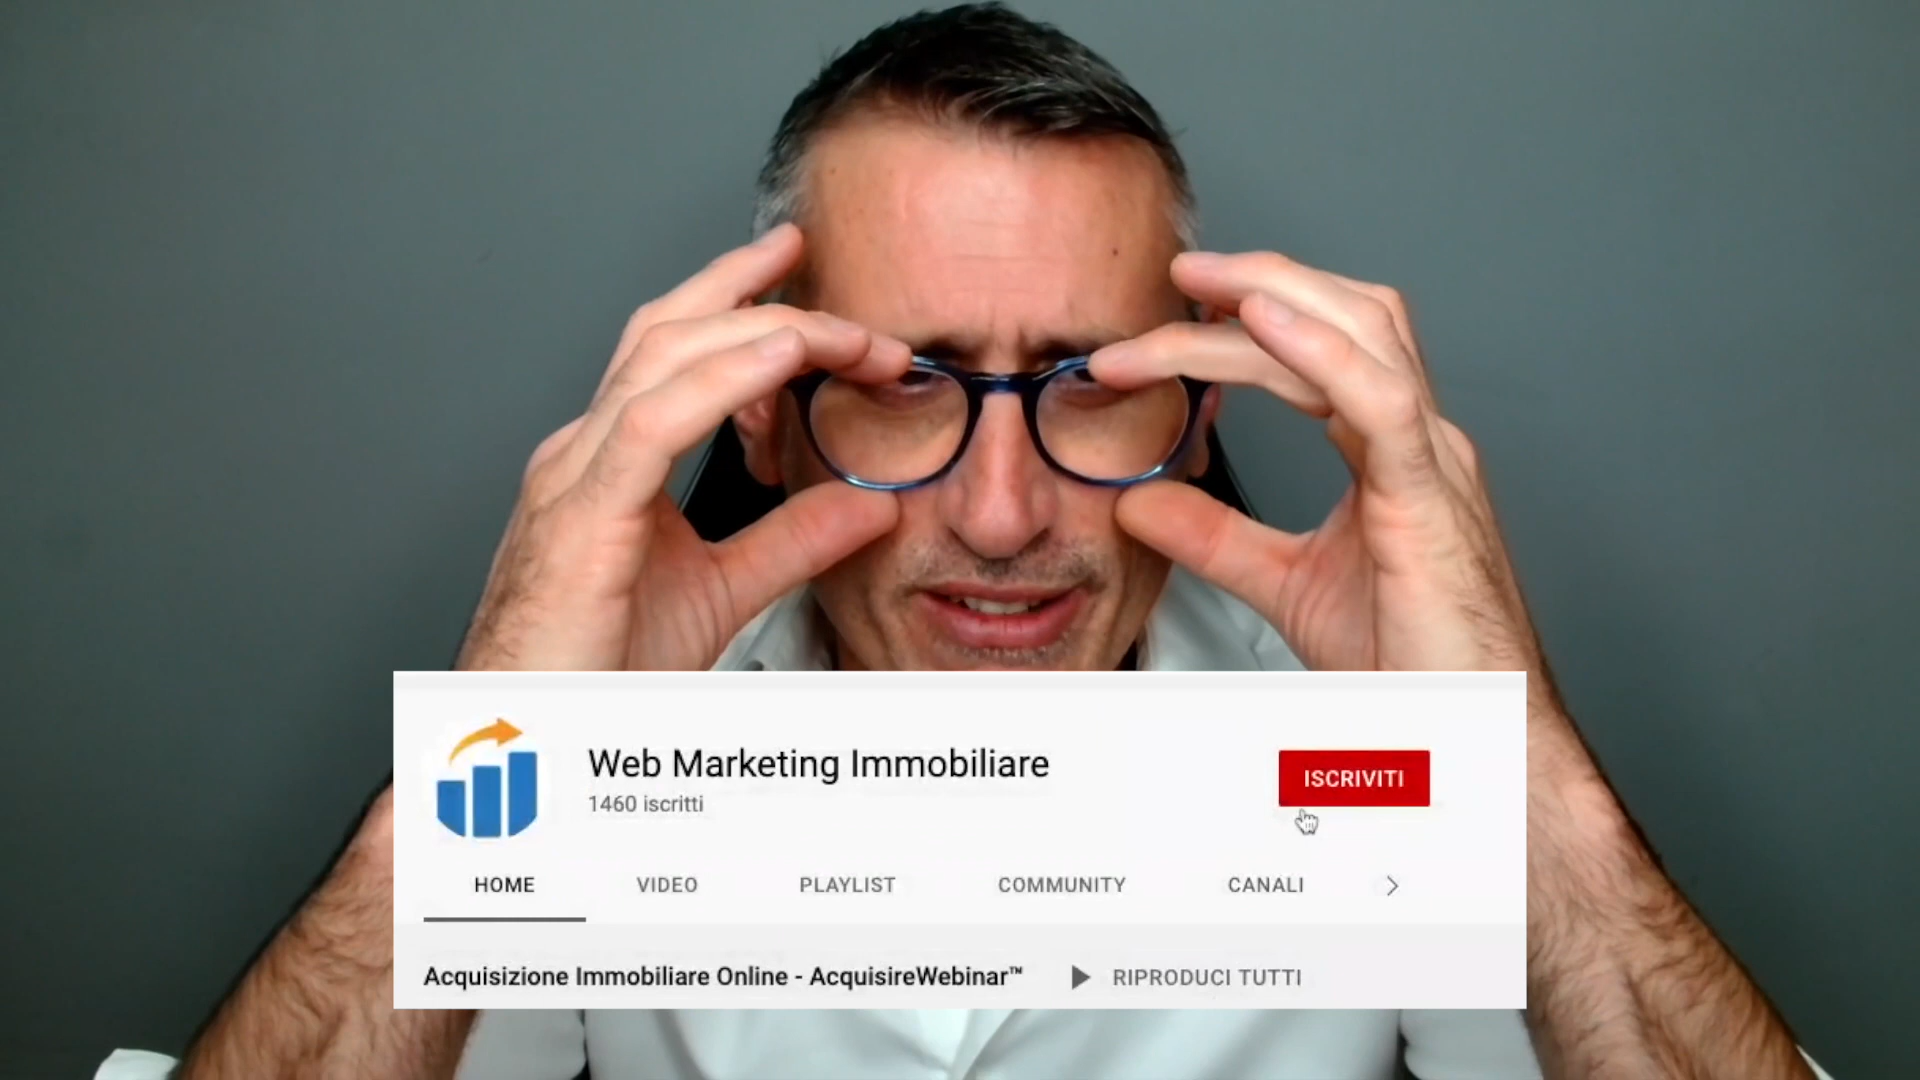 Web Marketing Immobiliare
1460 iscritti
ISCRIVITI
HOME VIDEO PLAYLIST COMMUNITY CANALI
Acquisizione Immobiliare Online - AcquisireWebinar™ RIPRODUCI TUTTI